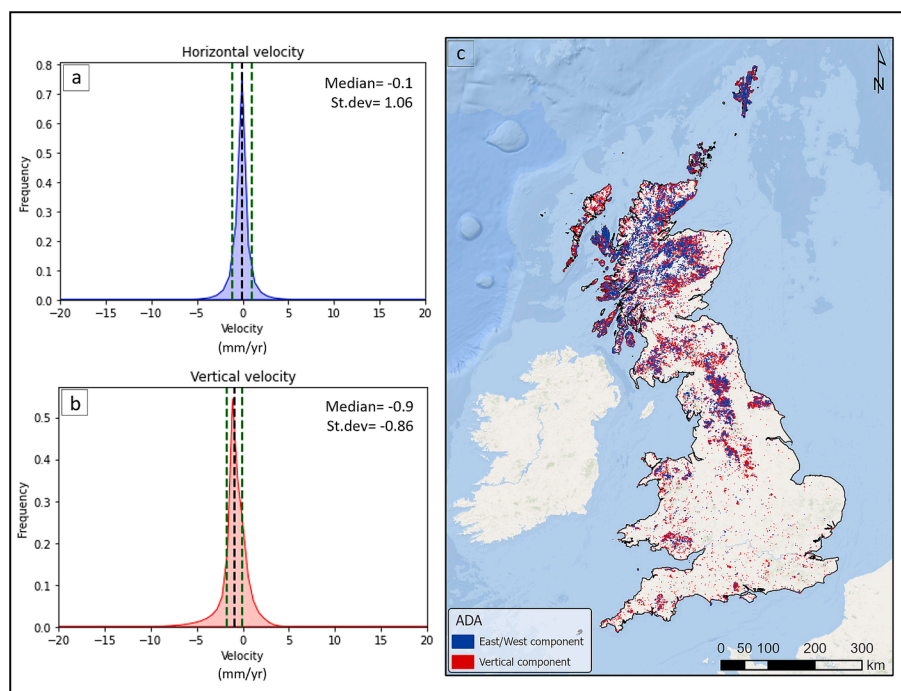 Horizontal velocity
a
Median= -0.1
St.dev= 1.06
0.8
0.7
0.6
0.5
0.4
0.3
0.2
0.1
0.0
Frequency
−20 −15 −10 −5 0 5 10 15 20
Velocity
(mm/yr)
Vertical velocity
b
Median= -0.9
St.dev= -0.86
0.5
0.4
0.3
0.2
0.1
0.0
Frequency
−20 −15 −10 −5 0 5 10 15 20
Velocity
(mm/yr)
c
N
ADA
East/West component
Vertical component
0 50 100 200 300
km